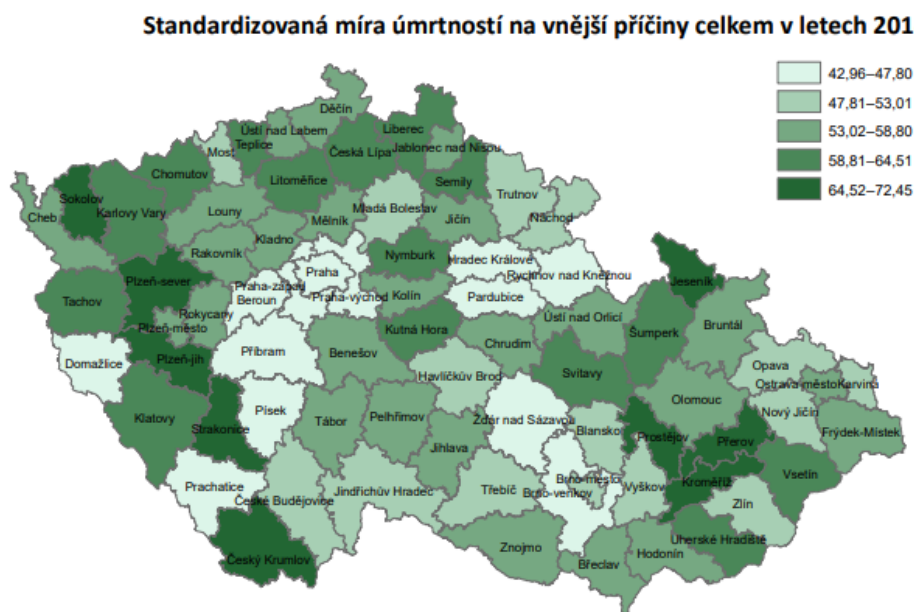 Standardizovaná míra úmrtností na vnější příčiny celkem v letech 201
42,96–47,80
47,81–53,01
53,02–58,80
58,81–64,51
64,52–72,45
Děčín
Ústí nad Labem
Liberec
Teplice
Most
Česká Lípa
Jablonec nad Nisou
Chomutov
Litoměřice
Semily
Sokolov
Karlovy Vary
Trutnov
Cheb
Louny
Mělník
Mladá Boleslav
Jičín
Náchod
Rakovník
Kladno
Nymburk
Hradec Králové
Praha
Rychnov nad Kněžnou
Plzeň-sever
Praha-západ
Jeseník
Tachov
Beroun
Praha-východ
Kolín
Pardubice
Rokycany
Ústí nad Orlicí
Plzeň-město
Kutná Hora
Šumperk
Bruntál
Příbram
Benešov
Chrudim
Domažlice
Plzeň-jih
Opava
Havlíčkův Brod
Svitavy
Ostrava město
Karviná
Olomouc
Klatovy
Písek
Nový Jičín
Strakonice
Tábor
Pelhřimov
Žďár nad Sázavou
Blansko
Prostějov
Přerov
Frýdek-Místek
Jihlava
Vsetín
Brno-město
Kroměříž
Prachatice
České Budějovice
Jindřichův Hradec
Třebíč
Brno-venkov
Vyškov
Zlín
Uherské Hradiště
Český Krumlov
Znojmo
Hodonín
Břeclav